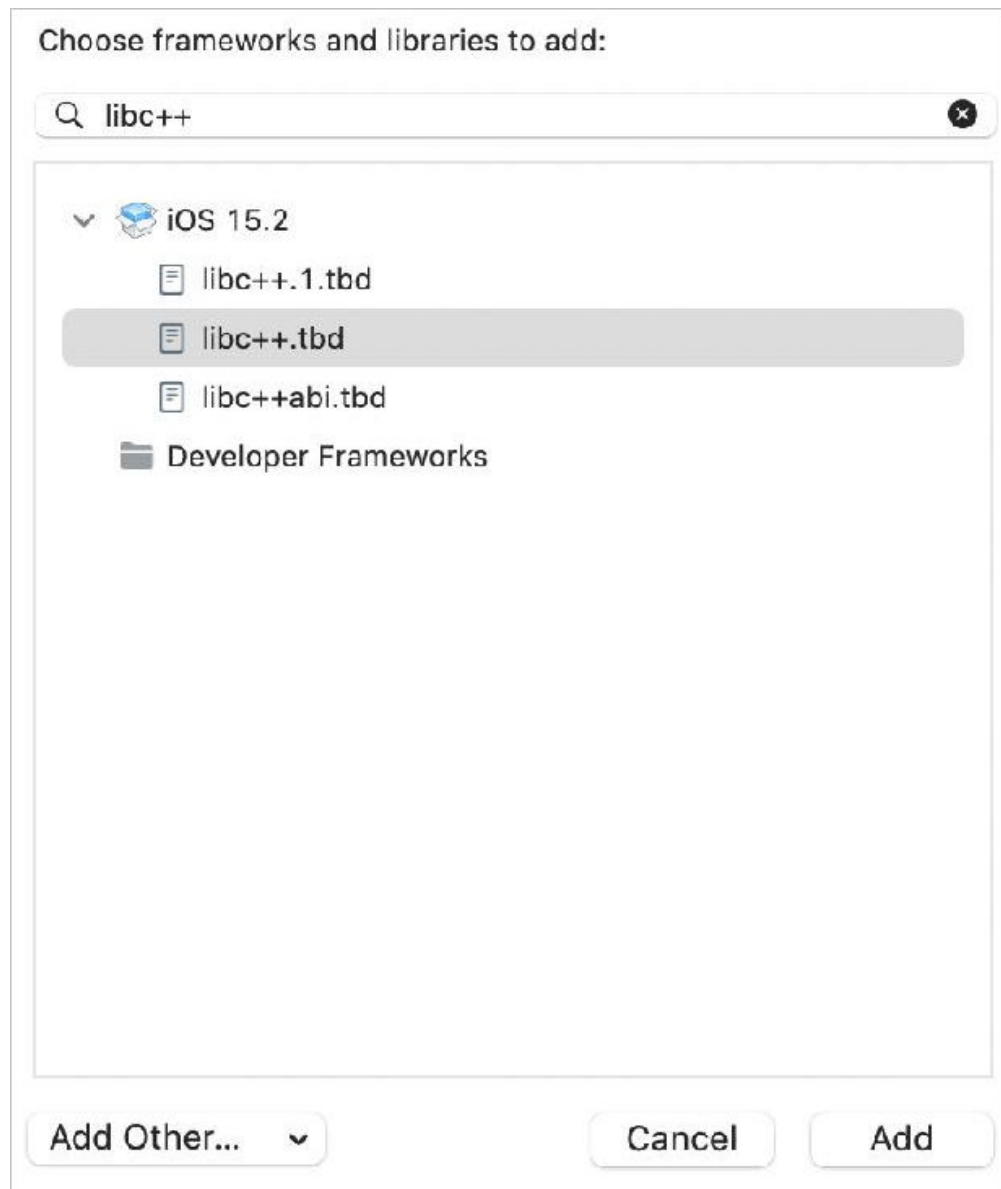 Choose frameworks and libraries to add:
libc++
iOS 15.2
libc++.1.tbd
libc++.tbd
libc++abi.tbd
Developer Frameworks
Add Other...
Cancel
Add